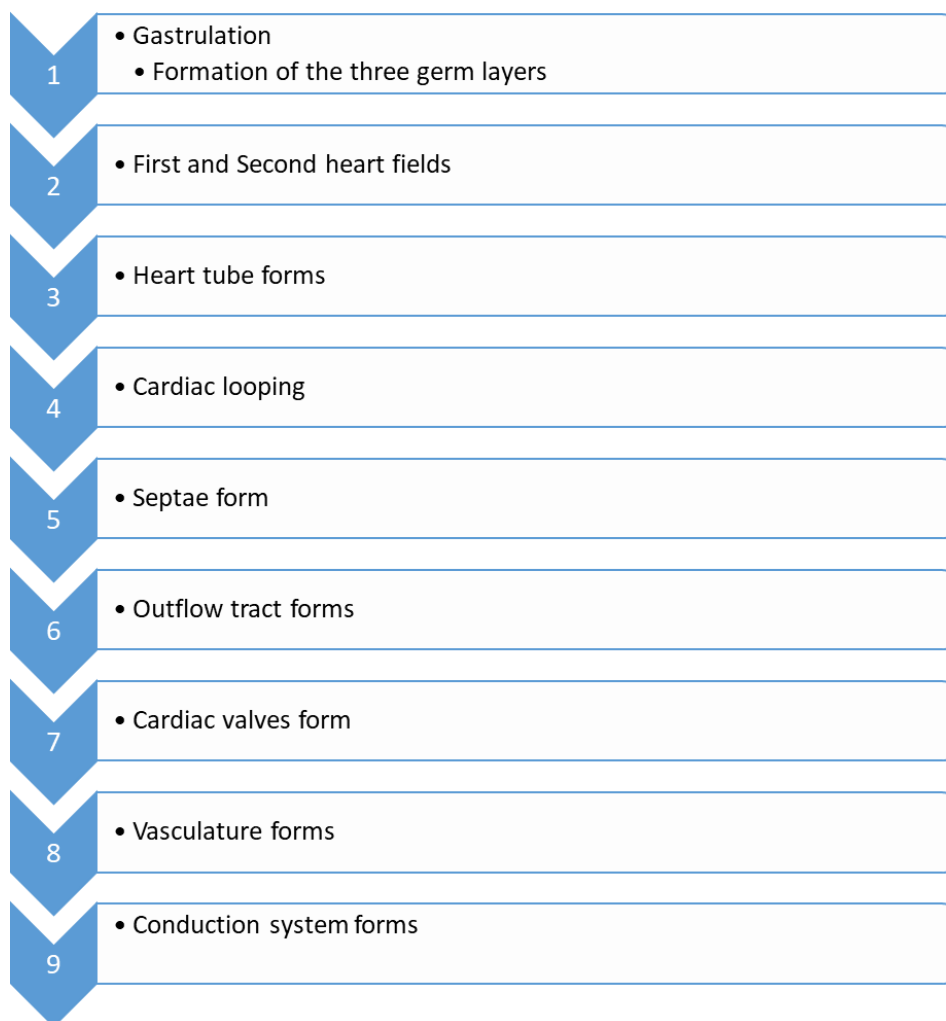 1
• Gastrulation
• Formation of the three germ layers
2
• First and Second heart fields
3
• Heart tube forms
4
• Cardiac looping
5
• Septae form
6
• Outflow tract forms
7
• Cardiac valves form
8
• Vasculature forms
9
• Conduction system forms